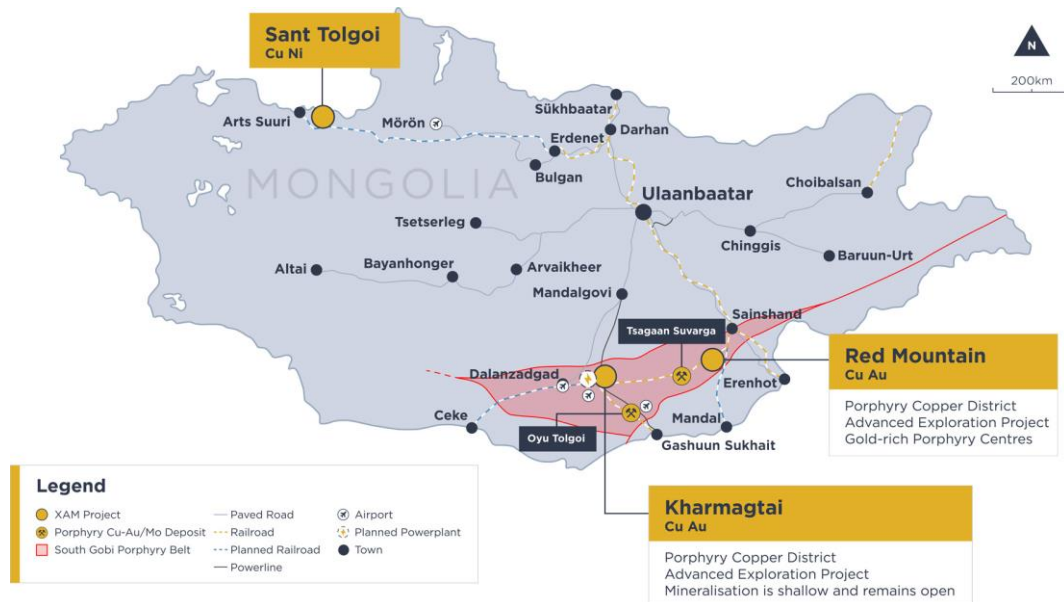 Sant Tolgoi
Cu Ni
N
200km
Sükhbaatar
Arts Suuri
Mörön
Darhan
Erdenet
Bulgan
MONGOLIA
Ulaanbaatar
Choibalsan
Tsetserleg
Chinggis
Baruun-Urt
Altai
Bayanhonger
Arvaikheer
Mandalgovi
Sainshand
Tsagaan Suvarga
Red Mountain
Cu Au
Porphyry Copper District
Advanced Exploration Project
Gold-rich Porphyry Centres
Dalanzadgad
Erenhot
Ceke
Mandal
Oyu Tolgoi
Gashuun Sukhait
Kharmagtai
Cu Au
Porphyry Copper District
Advanced Exploration Project
Mineralisation is shallow and remains open
Legend
XAM Project
Paved Road
Airport
Porphyry Cu-Au/Mo Deposit
Railroad
Planned Powerplant
South Gobi Porphyry Belt
Planned Railroad
Town
Powerline